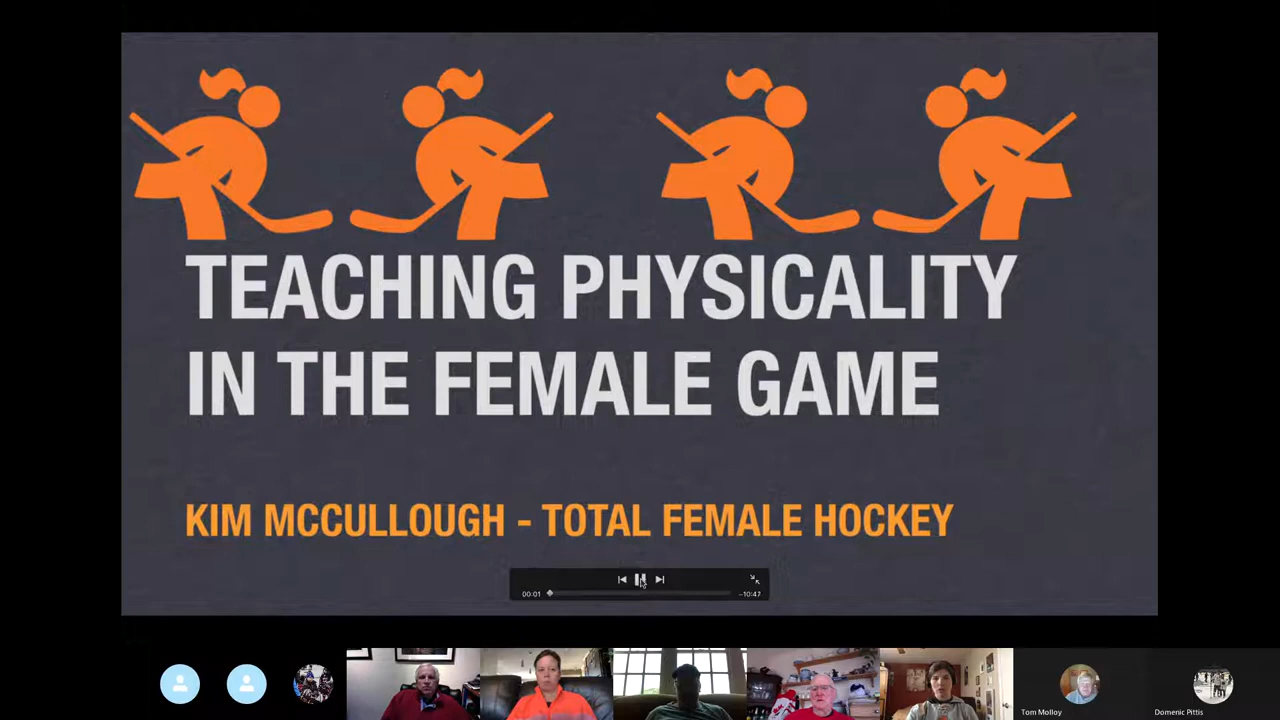 TEACHING PHYSICALITY
IN THE FEMALE GAME
KIM MCCULLOUGH - TOTAL FEMALE HOCKEY
00:01
-10:47
Tom Molloy
Domenic Pittis